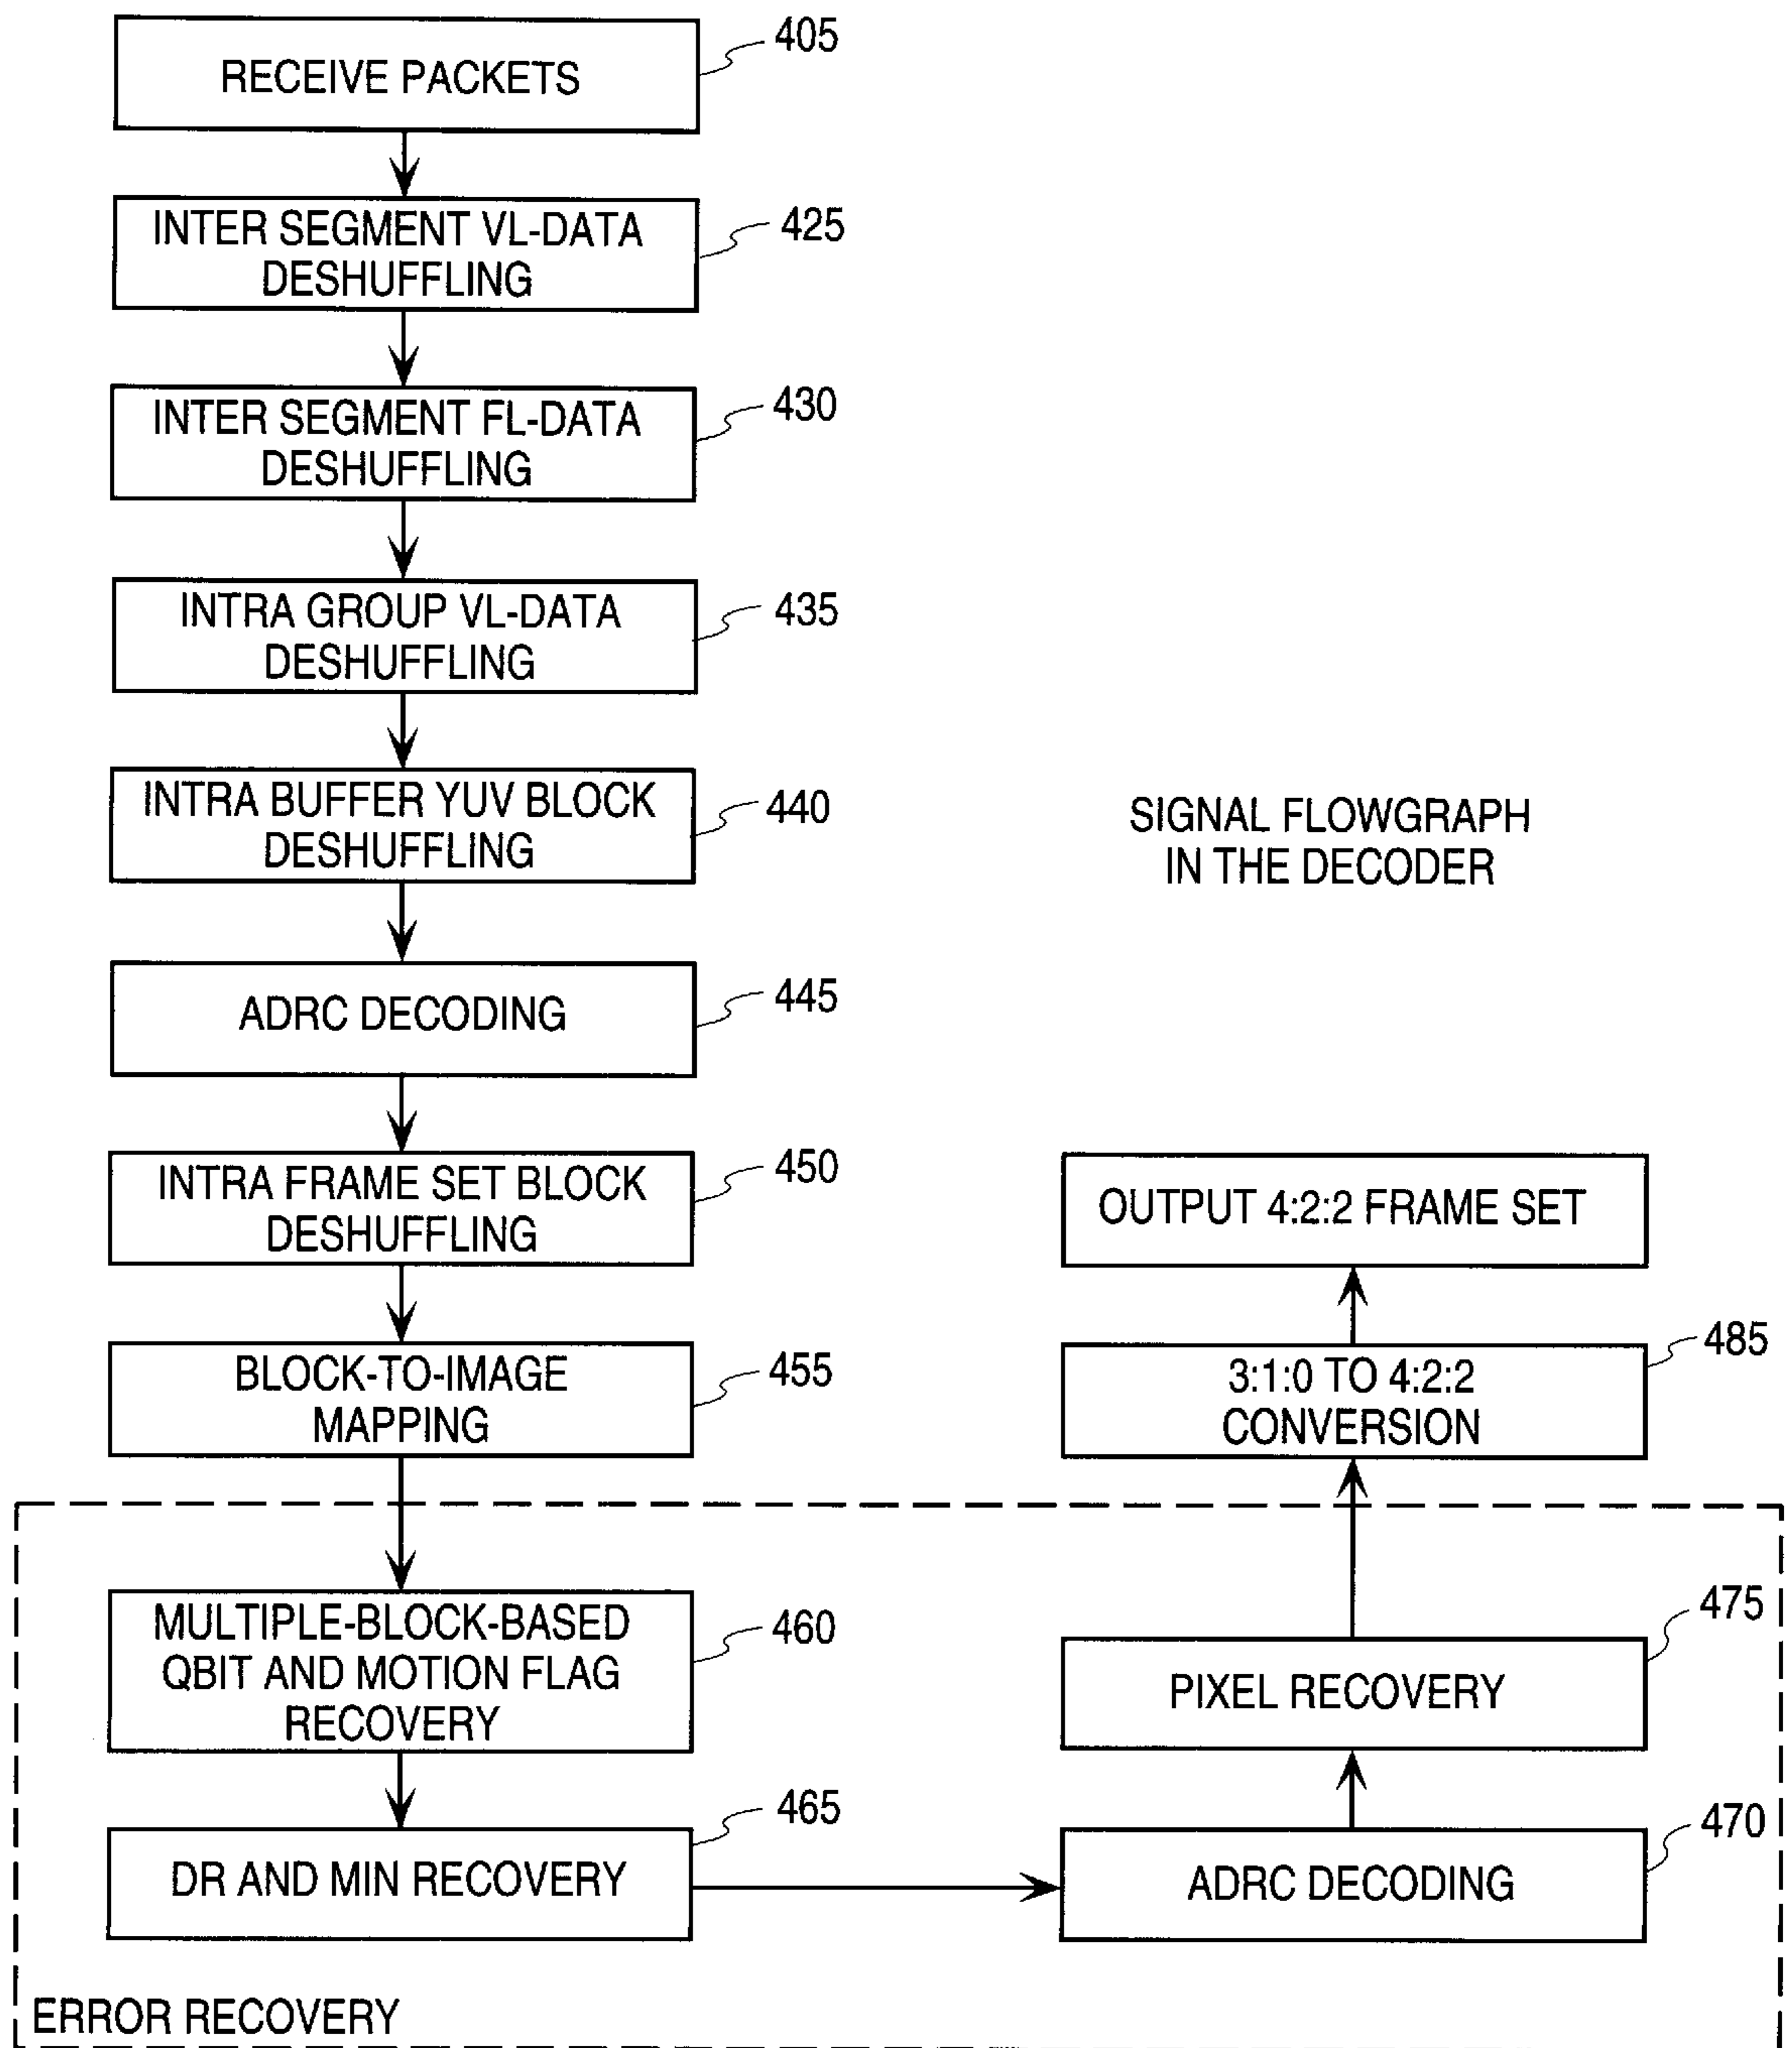 RECEIVE PACKETS
405
INTER SEGMENT VL-DATA
DESHUFFLING
425
INTER SEGMENT FL-DATA
DESHUFFLING
430
INTRA GROUP VL-DATA
DESHUFFLING
435
INTRA BUFFER YUV BLOCK
DESHUFFLING
440
SIGNAL FLOWGRAPH
IN THE DECODER
ADRC DECODING
445
INTRA FRAME SET BLOCK
DESHUFFLING
450
BLOCK-TO-IMAGE
MAPPING
455
MULTIPLE-BLOCK-BASED
QBIT AND MOTION FLAG
RECOVERY
460
DR AND MIN RECOVERY
465
ADRC DECODING
470
PIXEL RECOVERY
475
3:1:0 TO 4:2:2
CONVERSION
485
OUTPUT 4:2:2 FRAME SET
ERROR RECOVERY